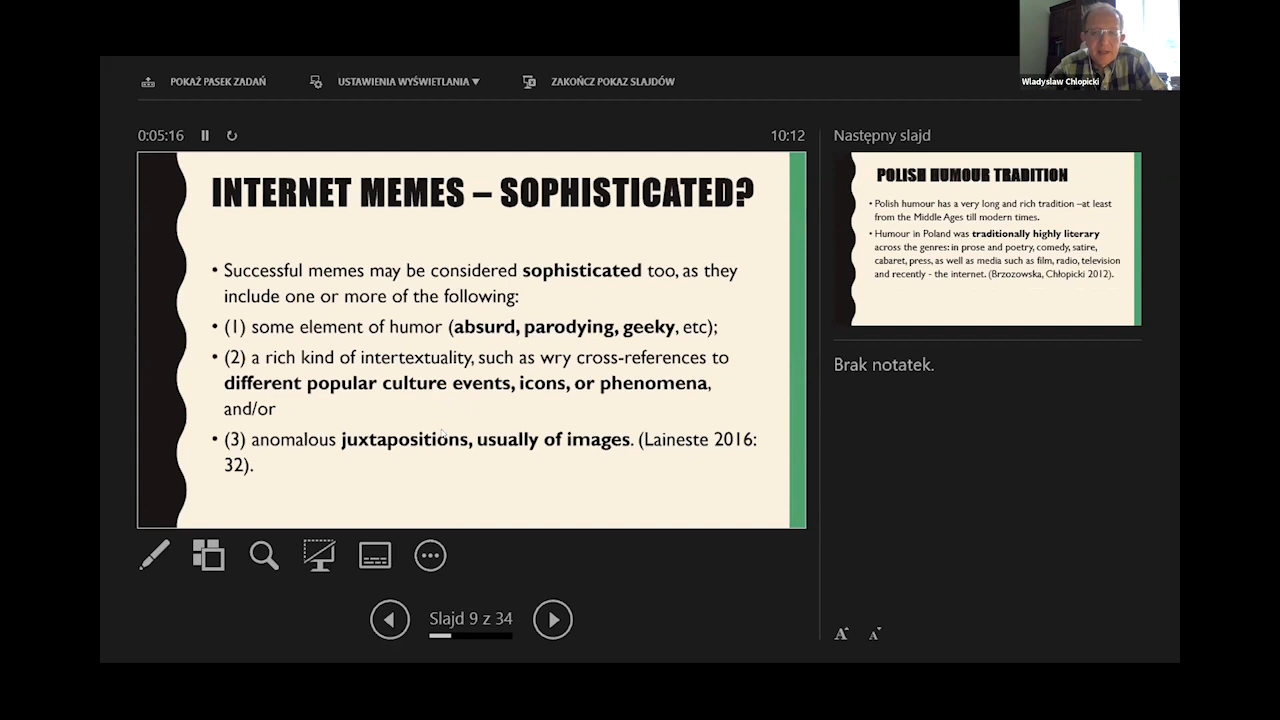 Wladyslaw Chlopicki
POKAŻ PASEK ZADAŃ
USTAWIENIA WYŚWIETLANIA ▾
ZAKOŃCZ POKAZ SLAJDÓW
0:05:16
10:12
INTERNET MEMES – SOPHISTICATED?
• Successful memes may be considered sophisticated too, as they
include one or more of the following:
• (1) some element of humor (absurd, parodying, geeky, etc);
• (2) a rich kind of intertextuality, such as wry cross-references to
different popular culture events, icons, or phenomena,
and/or
• (3) anomalous juxtapositions, usually of images. (Laineste 2016:
32).
Slajd 9 z 34
Następny slajd
POLISH HUMOUR TRADITION
• Polish humour has a very long and rich tradition –at least
from the Middle Ages till modern times.
• Humour in Poland was traditionally highly literary
across the genres: in prose and poetry, comedy, satire,
cabaret, press, as well as media such as film, radio, television
and recently - the internet. (Brzozowska, Chłopicki 2012).
Brak notatek.
A A